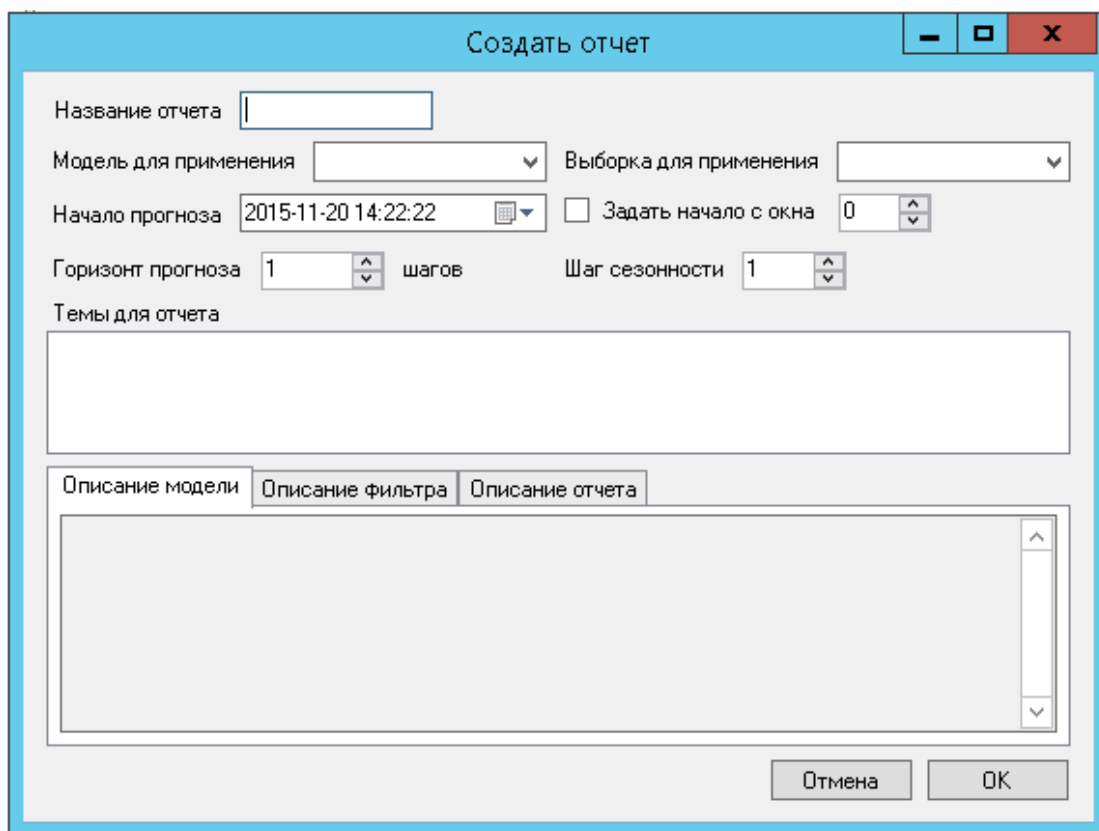 Создать отчет
Название отчета
Модель для применения Выборка для применения
Начало прогноза 2015-11-20 14:22:22 Задать начало с окна 0
Горизонт прогноза 1 шагов Шаг сезонности 1
Темы для отчета
Описание модели Описание фильтра Описание отчета
Отмена OK